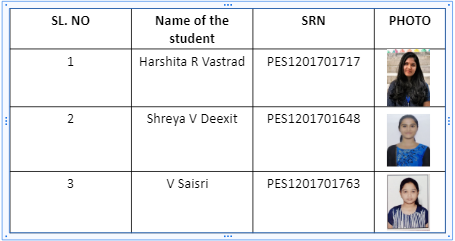 SL. NO Name of the student SRN PHOTO
1 Harshita R Vastrad PES1201701717
2 Shreya V Deexit PES1201701648
3 V Saisri PES1201701763